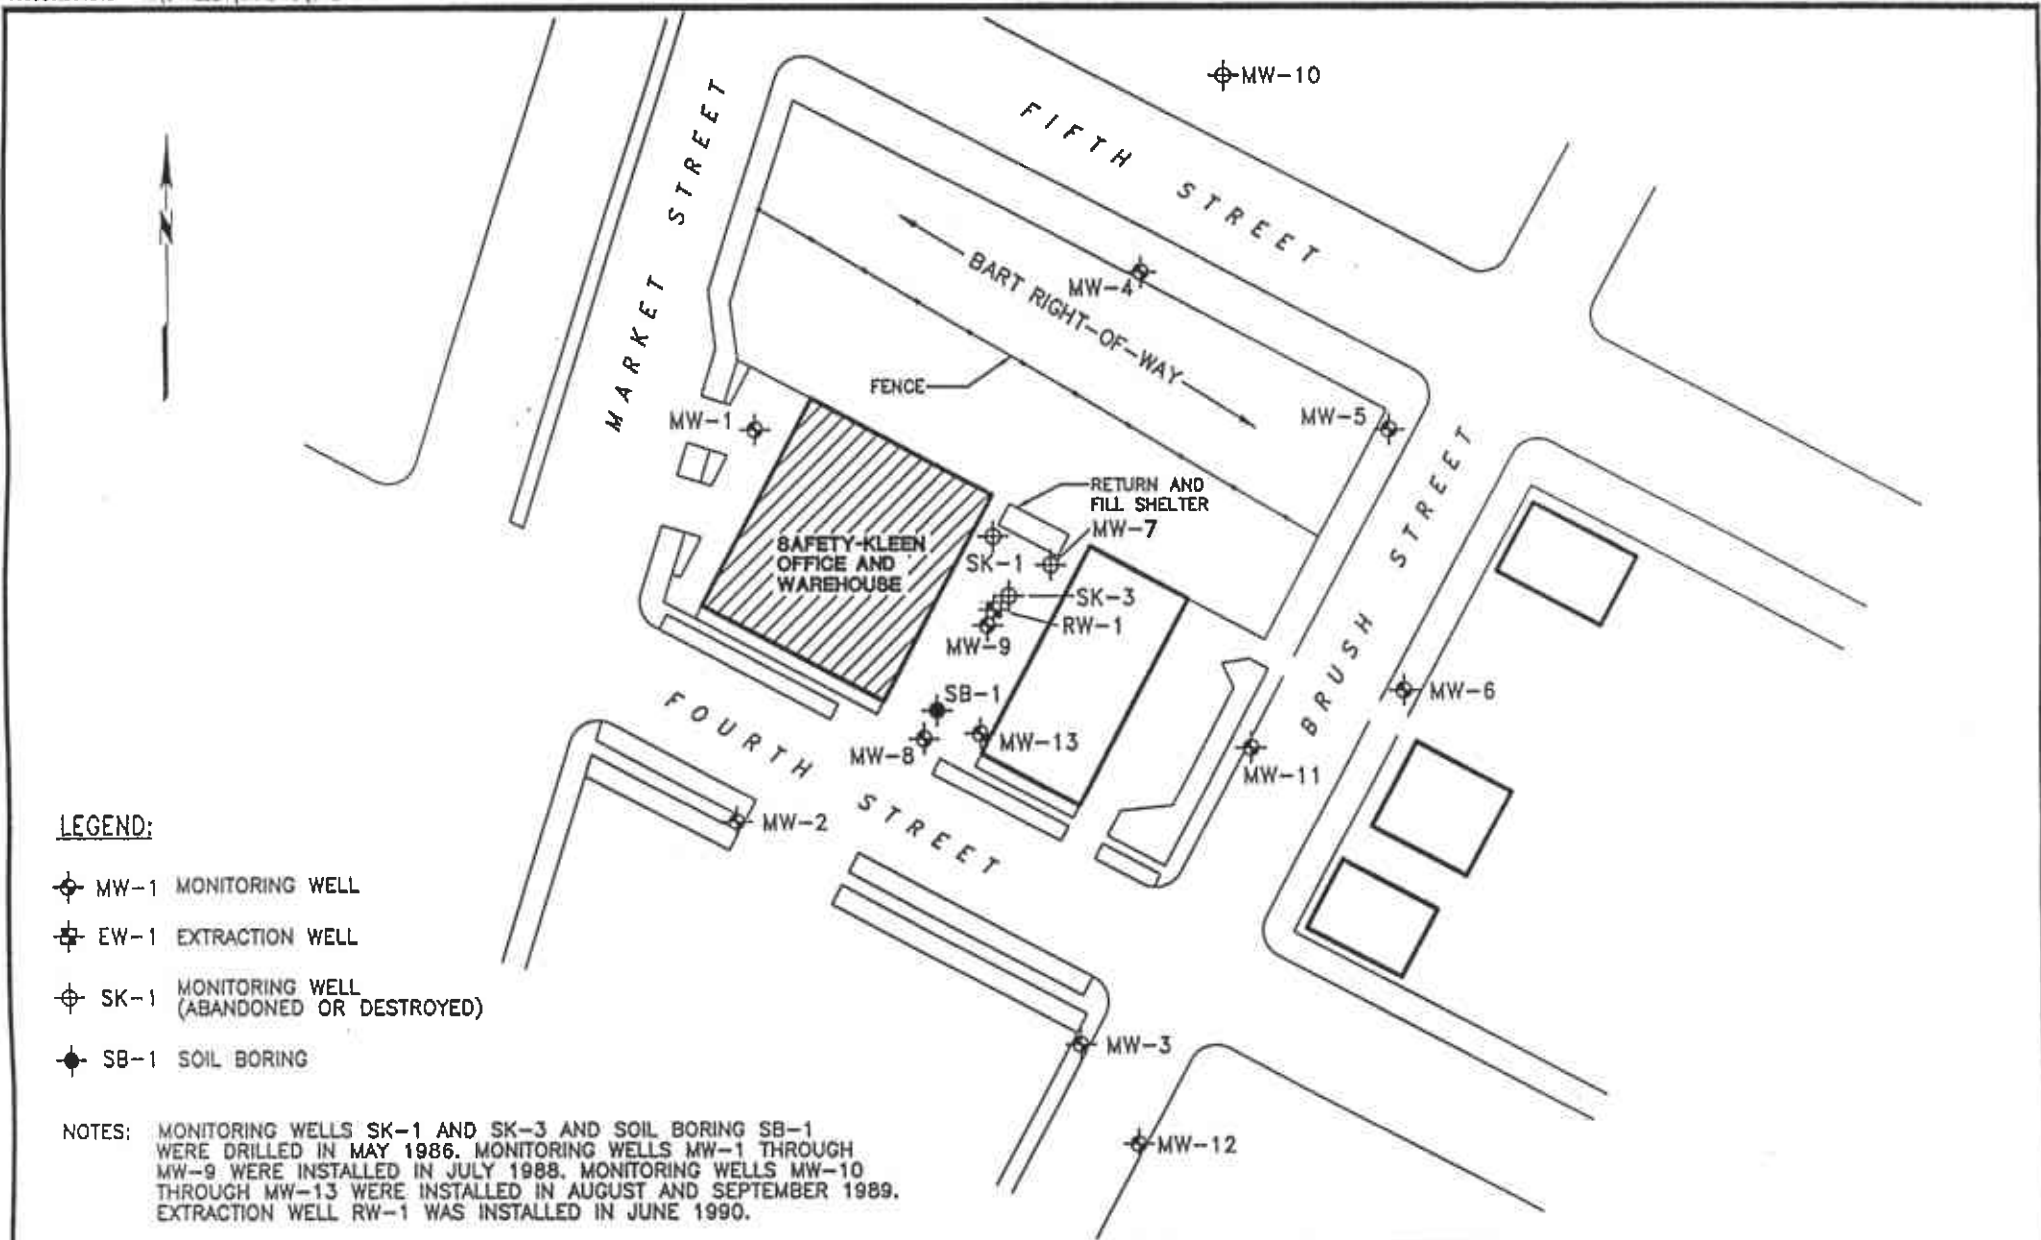 MW-10
FIFTH STREET
MARKET STREET
N
BART RIGHT-OF-WAY
MW-4
FENCE
MW-1
MW-5
RETURN AND
FILL SHELTER
MW-7
SAFETY-KLEEN
OFFICE AND
WAREHOUSE
SK-1
SK-3
RW-1
MW-9
BRUSH STREET
MW-6
SB-1
FOURTH STREET
MW-8
MW-13
MW-11
MW-2
MW-3
MW-12
LEGEND:
MW-1 MONITORING WELL
EW-1 EXTRACTION WELL
SK-1 MONITORING WELL
(ABANDONED OR DESTROYED)
SB-1 SOIL BORING
NOTES: MONITORING WELLS SK-1 AND SK-3 AND SOIL BORING SB-1
WERE DRILLED IN MAY 1986. MONITORING WELLS MW-1 THROUGH
MW-9 WERE INSTALLED IN JULY 1988. MONITORING WELLS MW-10
THROUGH MW-13 WERE INSTALLED IN AUGUST AND SEPTEMBER 1989.
EXTRACTION WELL RW-1 WAS INSTALLED IN JUNE 1990.